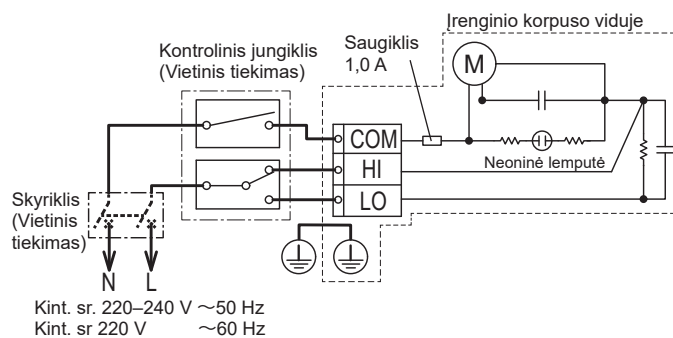 Įrenginio korpuso viduje
Kontrolinis jungiklis
(Vietinis tiekimas)
Saugiklis
1,0 A
M
COM
HI
LO
Neoninė lemputė
Skyriklis
(Vietinis
tiekimas)
N L
Kint. sr. 220–240 V ～50 Hz
Kint. sr 220 V ～60 Hz